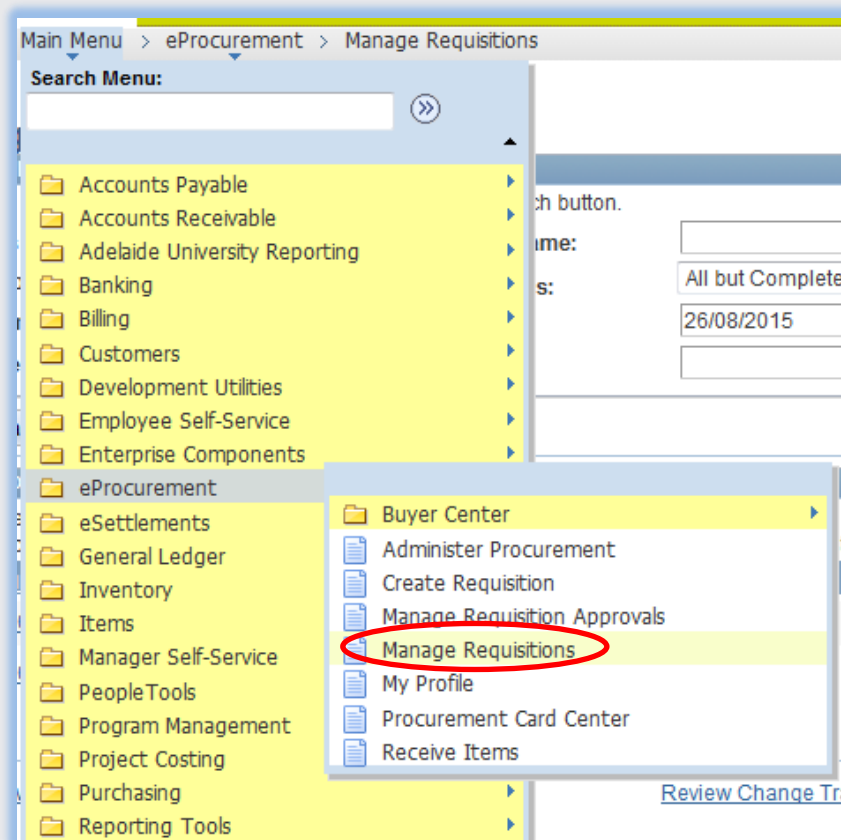 Main Menu > eProcurement > Manage Requisitions
Search Menu:
ch button.
ame:
s:
All but Complete
26/08/2015
Accounts Payable
Accounts Receivable
Adelaide University Reporting
Banking
Billing
Customers
Development Utilities
Employee Self-Service
Enterprise Components
eProcurement
eSettlements
General Ledger
Inventory
Items
Manager Self-Service
PeopleTools
Program Management
Project Costing
Purchasing
Reporting Tools
Buyer Center
Administer Procurement
Create Requisition
Manage Requisition Approvals
Manage Requisitions
My Profile
Procurement Card Center
Receive Items
Review Change Tra